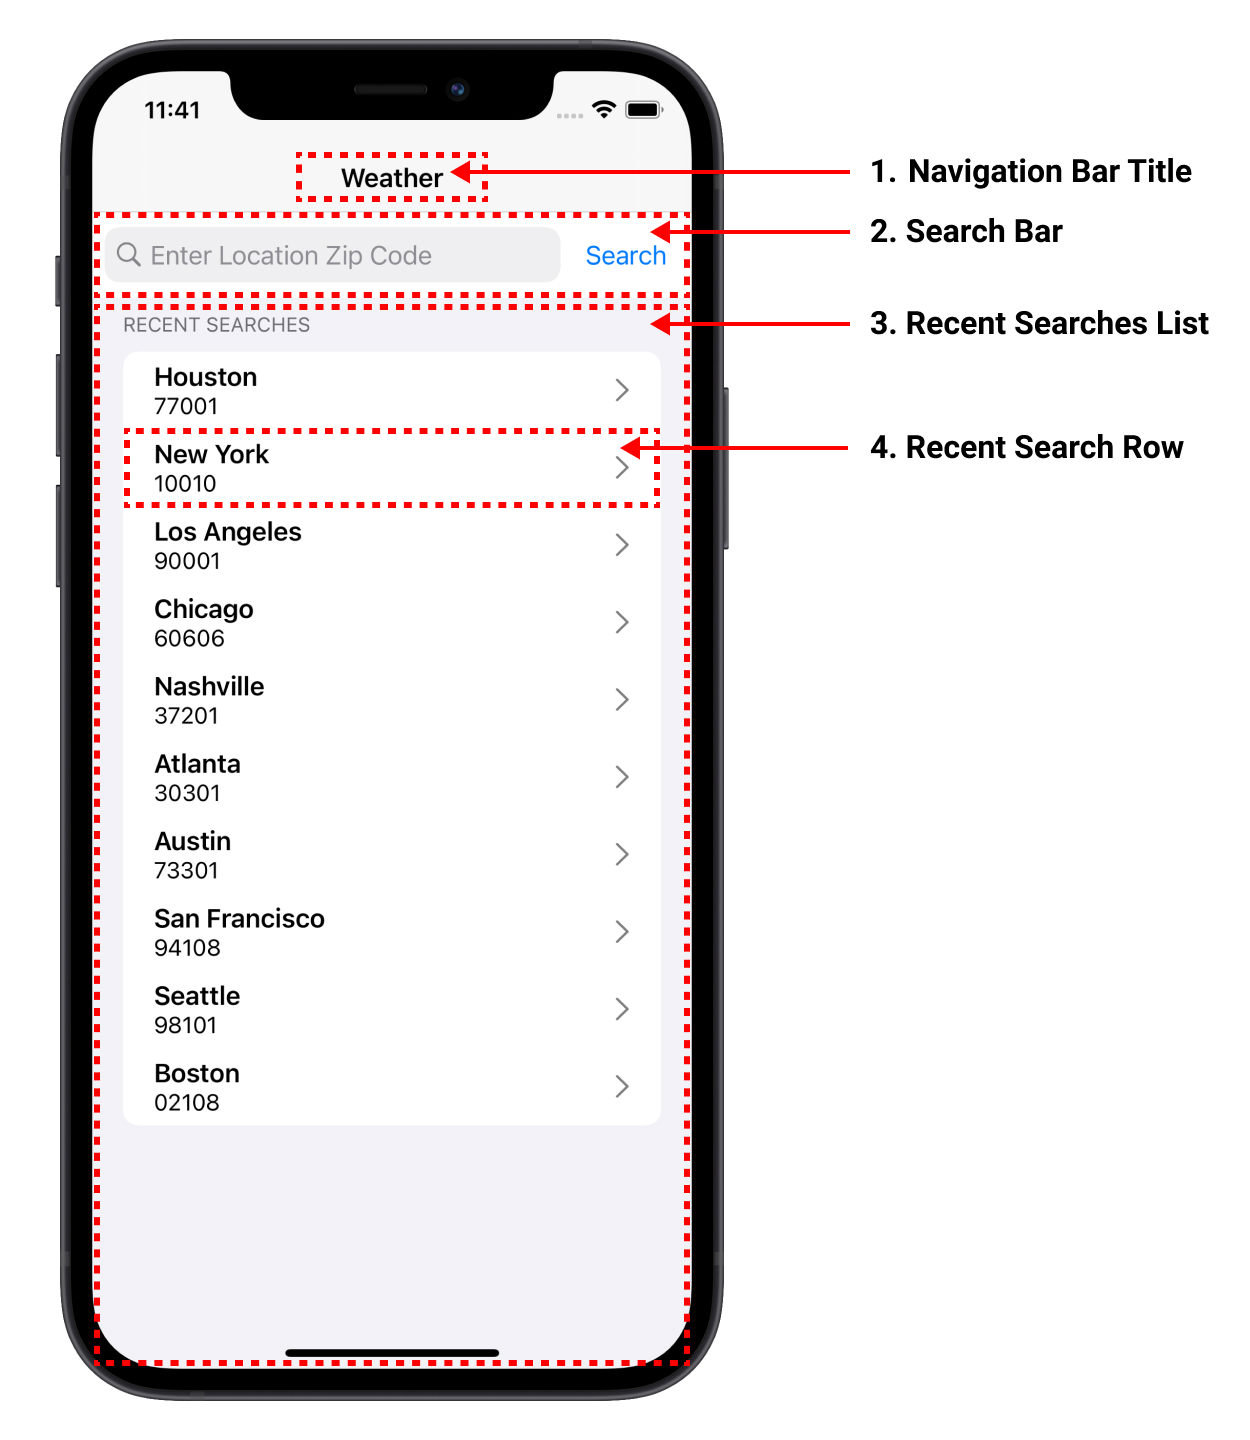 11:41
Weather
1. Navigation Bar Title
2. Search Bar
Enter Location Zip Code
Search
RECENT SEARCHES
3. Recent Searches List
Houston
77001
4. Recent Search Row
New York
10010
Los Angeles
90001
Chicago
60606
Nashville
37201
Atlanta
30301
Austin
73301
San Francisco
94108
Seattle
98101
Boston
02108